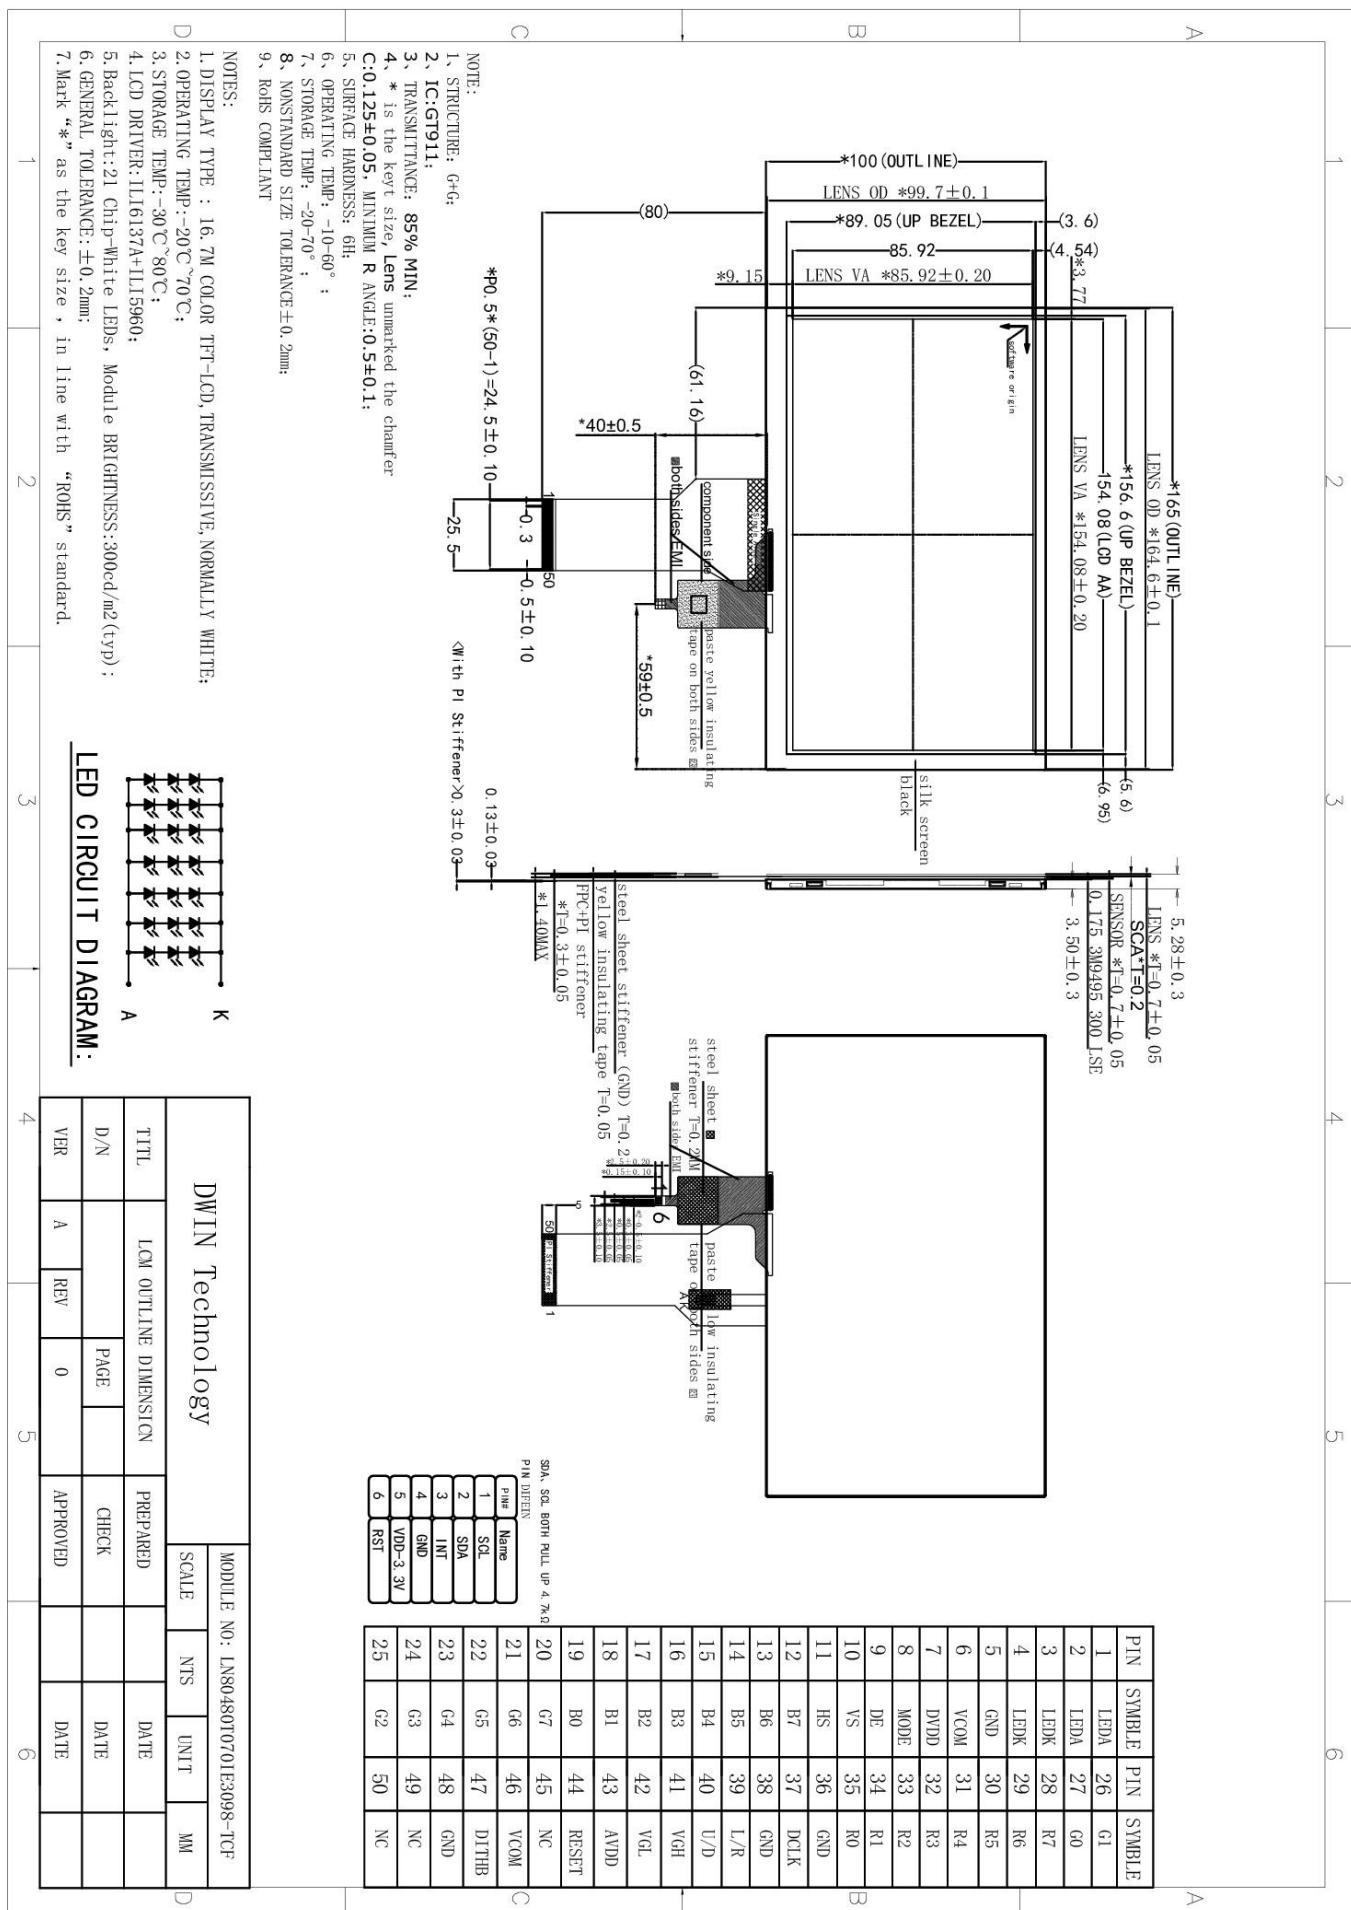 *100(OUTLINE)
LENS OD *99.7±0.1
*89.05(UP BEZEL)
(3.6)
85.92
(4.54)
*9.15
LENS VA *85.92±0.20
*3.77
(80)
(61.16)
*40±0.5
software origin
*165(OUTLINE)
LENS OD *164.6±0.1
*156.6(UP BEZEL)
154.08(LCD AA)
LENS VA *154.08±0.20
(5.6)
(6.95)
*P0.5*(50-1)=24.5±0.10
25.5
0.3
0.5±0.10
1
50
both sides EMI
component side
paste yellow insulating
tape on both sides
*59±0.5
silk screen
black
<With PI Stiffener>0.3±0.03
0.13±0.03
5.28±0.3
LENS *T=0.7±0.05
SCA*T=0.2
SENSOR *T=0.7±0.05
0.175 3M9495 300 LSE
3.50±0.3
steel sheet stiffener (GND) T=0.2
yellow insulating tape T=0.05
FPC+PI stiffener
*T=0.3±0.05
*1.40MAX
steel sheet
stiffener T=0.2MM
both side EMI
1
6
5
50
PI Stiffener
1
A K
NOTE:
1、STRUCTURE: G+G;
2、IC:GT911;
3、TRANSMITTANCE: 85% MIN;
4、* is the keyt size, Lens unmarked the chamfer
C:0.125±0.05, MINIMUM R ANGLE:0.5±0.1;
5、SURFACE HARDNESS: 6H;
6、OPERATING TEMP: -10-60°;
7、STORAGE TEMP: -20-70°;
8、NONSTANDARD SIZE TOLERANCE±0.2mm;
9、RoHS COMPLIANT
NOTES:
1. DISPLAY TYPE : 16.7M COLOR TFT-LCD, TRANSMISSIVE, NORMALLY WHITE;
2. OPERATING TEMP:-20℃~70℃;
3. STORAGE TEMP:-30℃~80℃;
4. LCD DRIVER:ILI6137A+ILI5960;
5. Backlight:21 Chip-White LEDs, Module BRIGHTNESS:300cd/m2(typ);
6. GENERAL TOLERANCE:±0.2mm;
7. Mark “*” as the key size , in line with “ROHS” standard.
K
A
LED CIRCUIT DIAGRAM:
SDA、SCL BOTH PULL UP 4.7kΩ
PIN DIFEIN
PIN# Name
1 SCL
2 SDA
3 INT
4 GND
5 VDD-3.3V
6 RST
PIN SYMBLE PIN SYMBLE
1 LEDA 26 G1
2 LEDA 27 G0
3 LEDK 28 R7
4 LEDK 29 R6
5 GND 30 R5
6 VCOM 31 R4
7 DVDD 32 R3
8 MODE 33 R2
9 DE 34 R1
10 VS 35 R0
11 HS 36 GND
12 B7 37 DCLK
13 B6 38 GND
14 B5 39 L/R
15 B4 40 U/D
16 B3 41 VGH
17 B2 42 VGL
18 B1 43 AVDD
19 B0 44 RESET
20 G7 45 NC
21 G6 46 VCOM
22 G5 47 DITHB
23 G4 48 GND
24 G3 49 NC
25 G2 50 NC
DWIN Technology
MODULE NO: LN80480T070IE3098-TCF
SCALE NTS UNIT MM
TITL LCM OUTLINE DIMENSICN PREPARED DATE
D/N PAGE CHECK DATE
VER A REV 0 APPROVED DATE
1 2 3 4 5 6
1 2 3 4 5 6
A B C D
A B C D